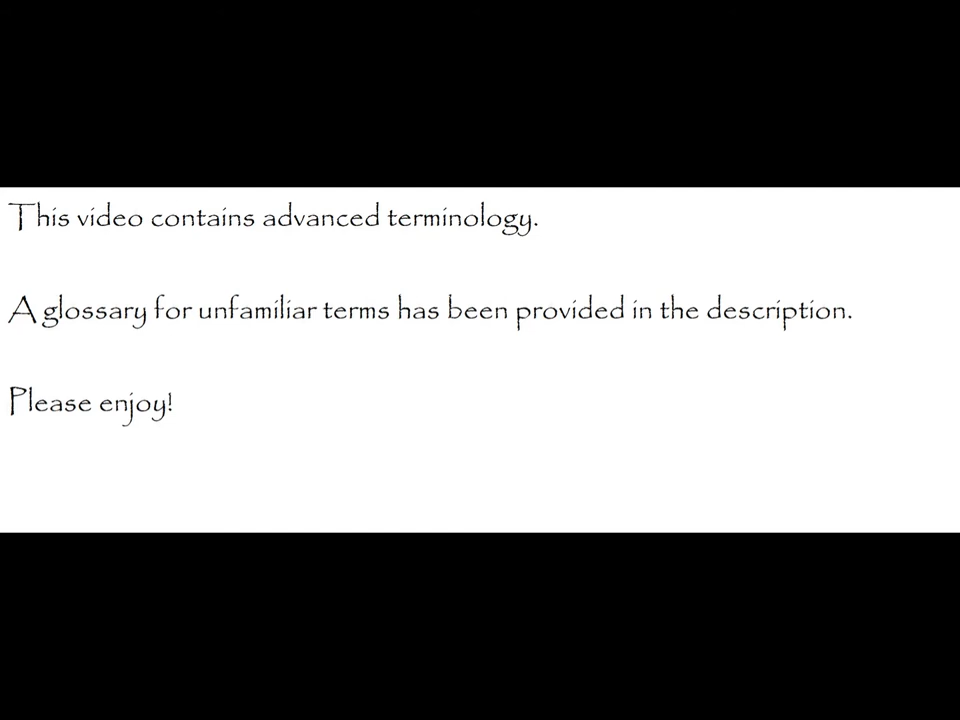 This video contains advanced terminology.
A glossary for unfamiliar terms has been provided in the description.
Please enjoy!